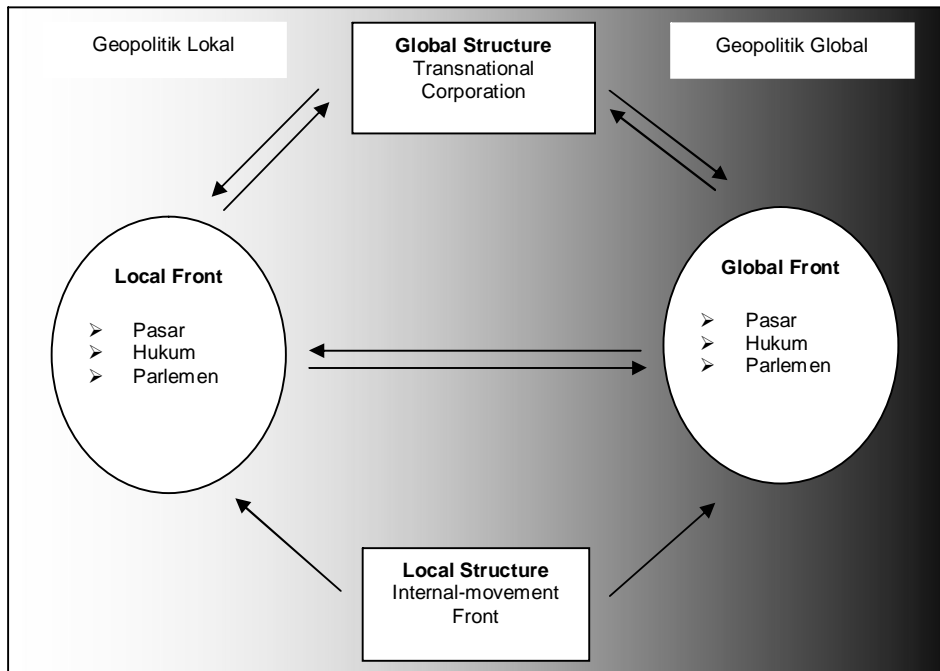 Geopolitik Lokal
Global Structure
Transnational
Corporation
Geopolitik Global
Local Front
➢ Pasar
➢ Hukum
➢ Parlemen
Global Front
➢ Pasar
➢ Hukum
➢ Parlemen
Local Structure
Internal-movement
Front